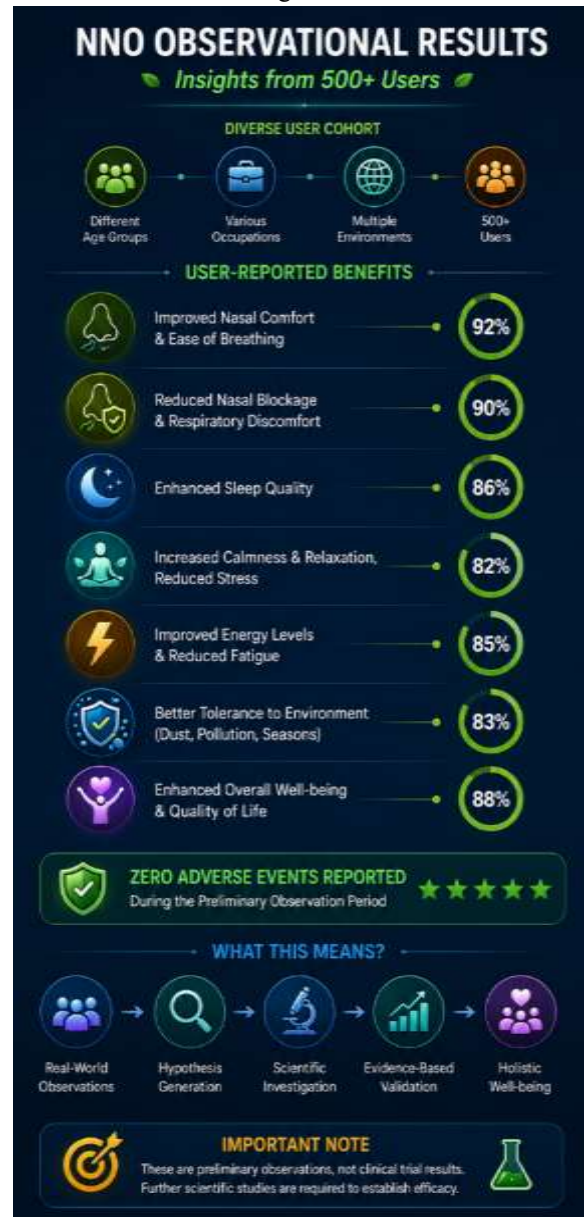 NNO OBSERVATIONAL RESULTS
Insights from 500+ Users
DIVERSE USER COHORT
Different
Age Groups
Various
Occupations
Multiple
Environments
500+
Users
USER-REPORTED BENEFITS
Improved Nasal Comfort
& Ease of Breathing
92%
Reduced Nasal Blockage
& Respiratory Discomfort
90%
Enhanced Sleep Quality
86%
Increased Calmness & Relaxation,
Reduced Stress
82%
Improved Energy Levels
& Reduced Fatigue
85%
Better Tolerance to Environment
(Dust, Pollution, Seasons)
83%
Enhanced Overall Well-being
& Quality of Life
88%
ZERO ADVERSE EVENTS REPORTED
During the Preliminary Observation Period
WHAT THIS MEANS?
Real-World
Observations
Hypothesis
Generation
Scientific
Investigation
Evidence-Based
Validation
Holistic
Well-being
IMPORTANT NOTE
These are preliminary observations, not clinical trial results.
Further scientific studies are required to establish efficacy.